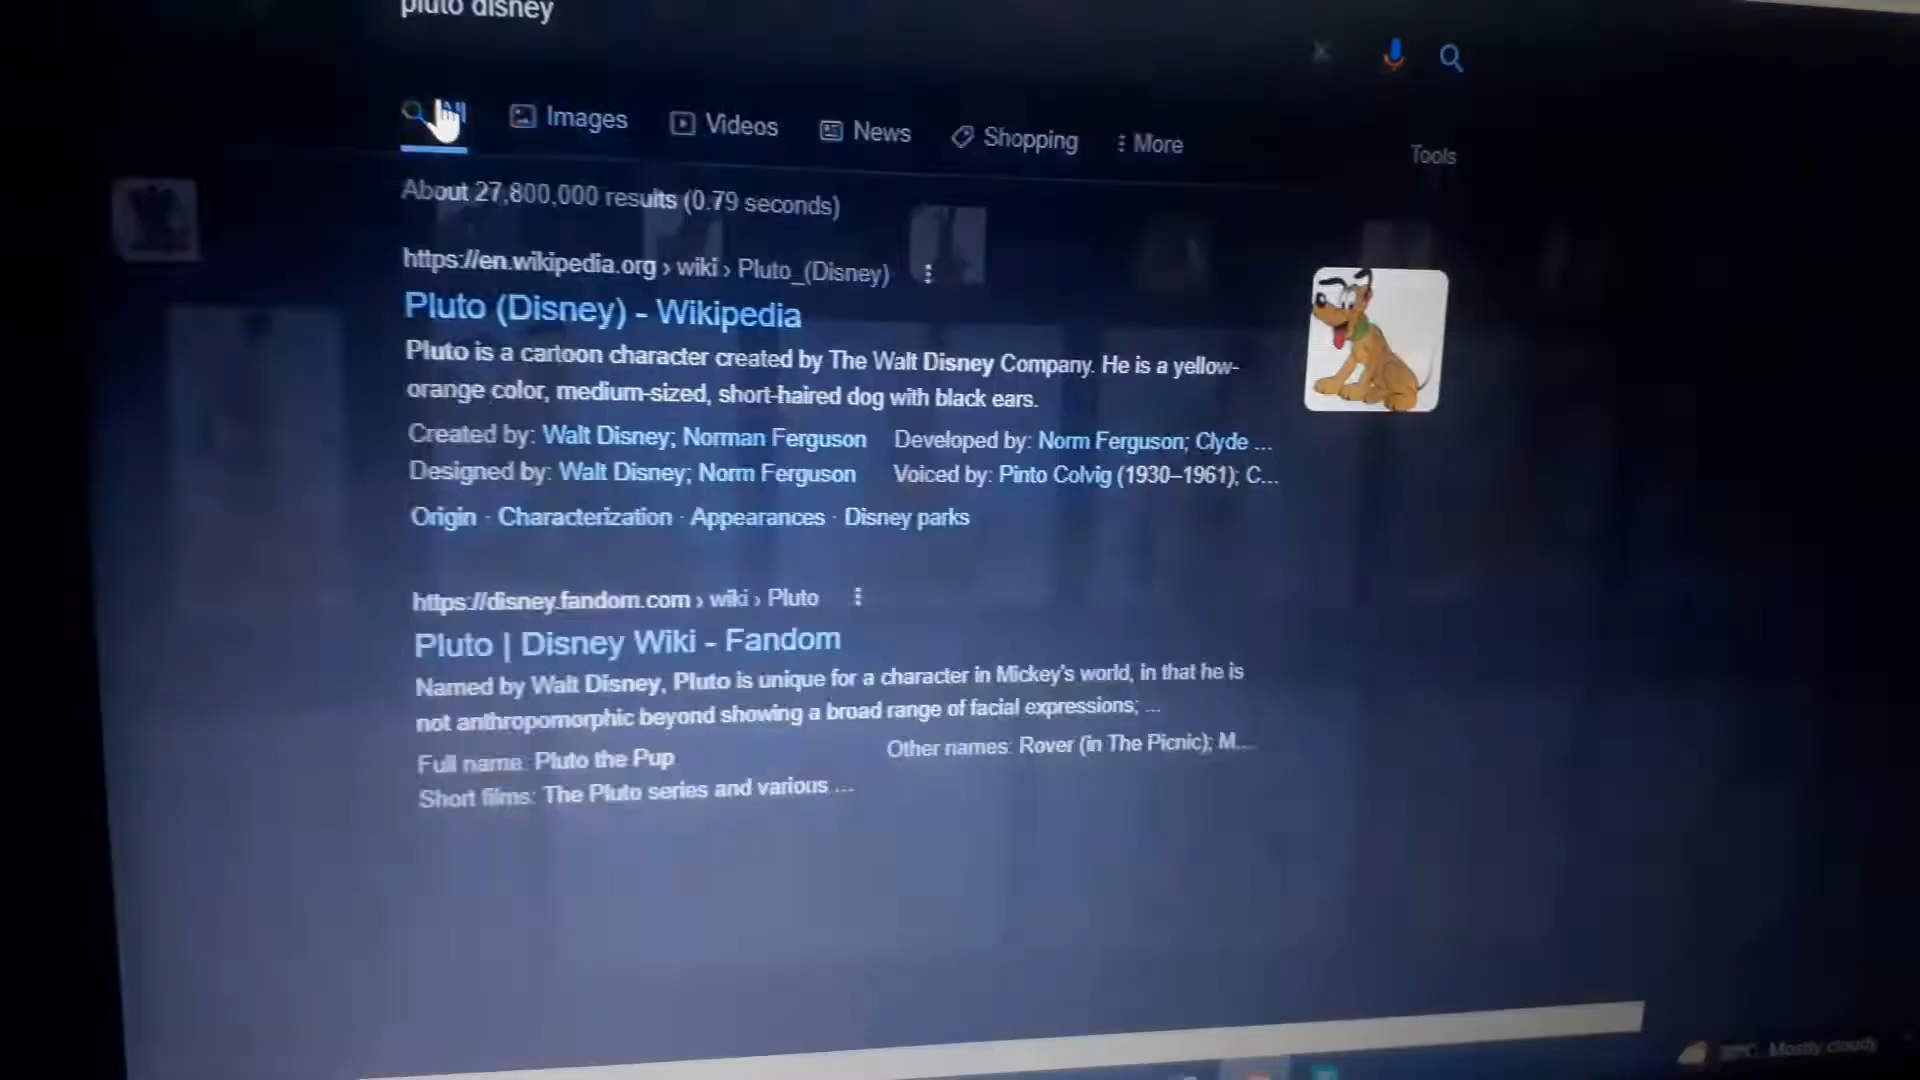 pluto disney
Images Videos News Shopping More
Tools
About 27,800,000 results (0.79 seconds)
https://en.wikipedia.org › wiki › Pluto_(Disney)
Pluto (Disney) - Wikipedia
Pluto is a cartoon character created by The Walt Disney Company. He is a yellow-
orange color, medium-sized, short-haired dog with black ears.
Created by: Walt Disney; Norman Ferguson Developed by: Norm Ferguson; Clyde ...
Designed by: Walt Disney; Norm Ferguson Voiced by: Pinto Colvig (1930–1961); C...
Origin · Characterization · Appearances · Disney parks
https://disney.fandom.com › wiki › Pluto
Pluto | Disney Wiki - Fandom
Named by Walt Disney, Pluto is unique for a character in Mickey's world, in that he is
not anthropomorphic beyond showing a broad range of facial expressions; ...
Full name: Pluto the Pup Other names: Rover (in The Picnic); M...
Short films: The Pluto series and various ...
Mostly cloudy